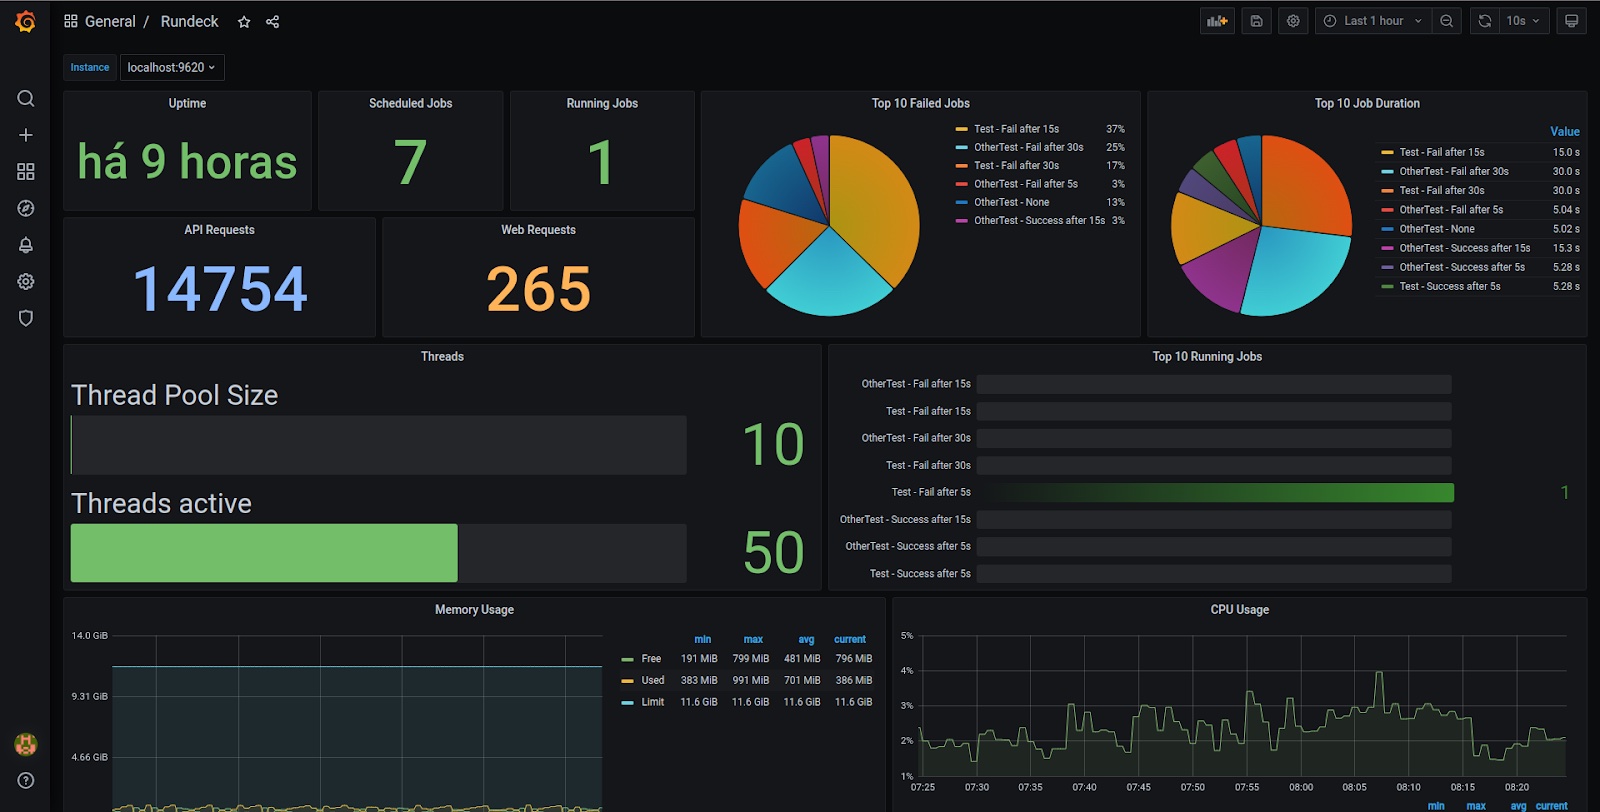 General / Rundeck
Last 1 hour
10s
Instance
localhost:9620
Uptime
há 9 horas
Scheduled Jobs
7
Running Jobs
1
API Requests
14754
Web Requests
265
Top 10 Failed Jobs
Test - Fail after 15s 37%
OtherTest - Fail after 30s 25%
Test - Fail after 30s 17%
OtherTest - Fail after 5s 3%
OtherTest - None 13%
OtherTest - Success after 15s 3%
Top 10 Job Duration
Value
Test - Fail after 15s 15.0 s
OtherTest - Fail after 30s 30.0 s
Test - Fail after 30s 30.0 s
OtherTest - Fail after 5s 5.04 s
OtherTest - None 5.02 s
OtherTest - Success after 15s 15.3 s
OtherTest - Success after 5s 5.28 s
Test - Success after 5s 5.28 s
Threads
Thread Pool Size
10
Threads active
50
Top 10 Running Jobs
OtherTest - Fail after 15s
Test - Fail after 15s
OtherTest - Fail after 30s
Test - Fail after 30s
Test - Fail after 5s 1
OtherTest - Success after 15s
OtherTest - Success after 5s
Test - Success after 5s
Memory Usage
14.0 GiB
9.31 GiB
4.66 GiB
min max avg current
Free 191 MiB 799 MiB 481 MiB 796 MiB
Used 383 MiB 991 MiB 701 MiB 386 MiB
Limit 11.6 GiB 11.6 GiB 11.6 GiB 11.6 GiB
CPU Usage
5%
4%
3%
2%
1%
07:25 07:30 07:35 07:40 07:45 07:50 07:55 08:00 08:05 08:10 08:15 08:20
min max avg current